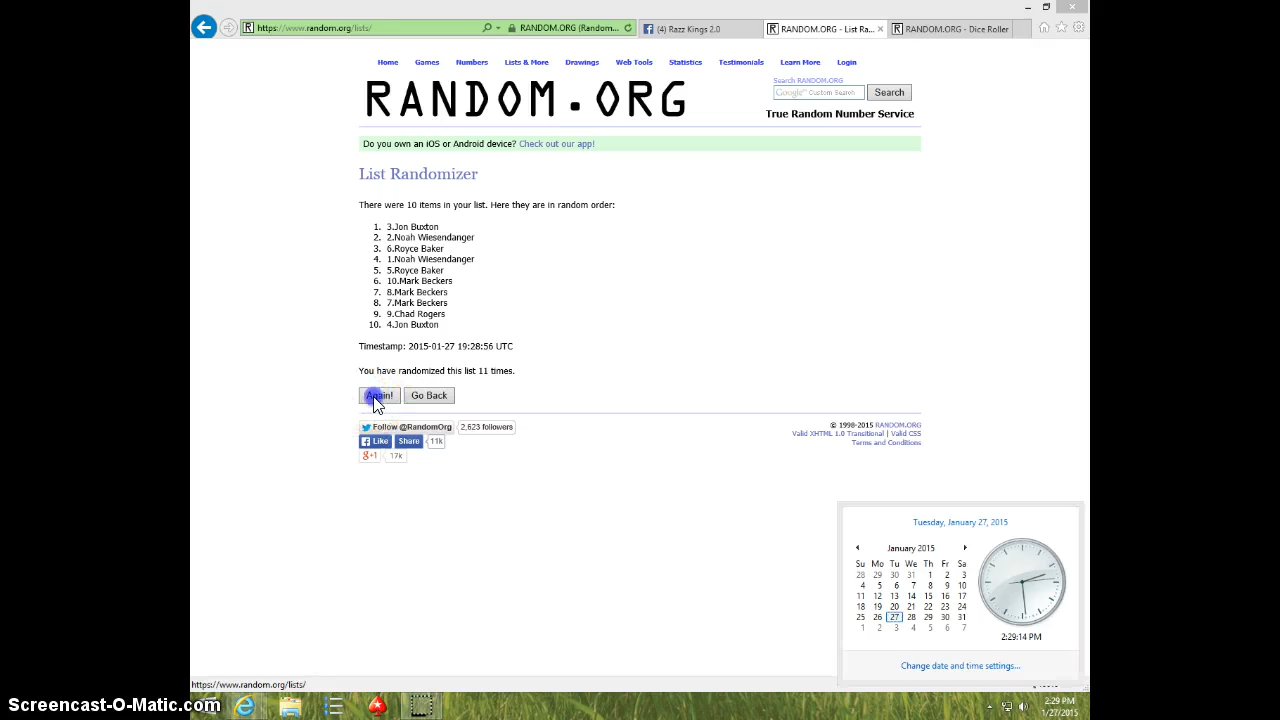 https://www.random.org/lists/
RANDOM.ORG (Random...
(4) Razz Kings 2.0
RANDOM.ORG - List Ra...
RANDOM.ORG - Dice Roller
Home Games Numbers Lists & More Drawings Web Tools Statistics Testimonials Learn More Login
RANDOM.ORG
Search RANDOM.ORG
Google™ Custom Search
Search
True Random Number Service
Do you own an iOS or Android device? Check out our app!
List Randomizer
There were 10 items in your list. Here they are in random order:
1. 3.Jon Buxton
2. 2.Noah Wiesendanger
3. 6.Royce Baker
4. 1.Noah Wiesendanger
5. 5.Royce Baker
6. 10.Mark Beckers
7. 8.Mark Beckers
8. 7.Mark Beckers
9. 9.Chad Rogers
10. 4.Jon Buxton
Timestamp: 2015-01-27 19:28:56 UTC
You have randomized this list 11 times.
Again! Go Back
Follow @RandomOrg 2,623 followers
Like Share 11k
g+1 17k
© 1998-2015 RANDOM.ORG
Valid XHTML 1.0 Transitional | Valid CSS
Terms and Conditions
Tuesday, January 27, 2015
January 2015
Su Mo Tu We Th Fr Sa
28 29 30 31 1 2 3
4 5 6 7 8 9 10
11 12 13 14 15 16 17
18 19 20 21 22 23 24
25 26 27 28 29 30 31
1 2 3 4 5 6 7
2:29:14 PM
Change date and time settings...
https://www.random.org/lists/
2:29 PM
1/27/2015
Screencast-O-Matic.com